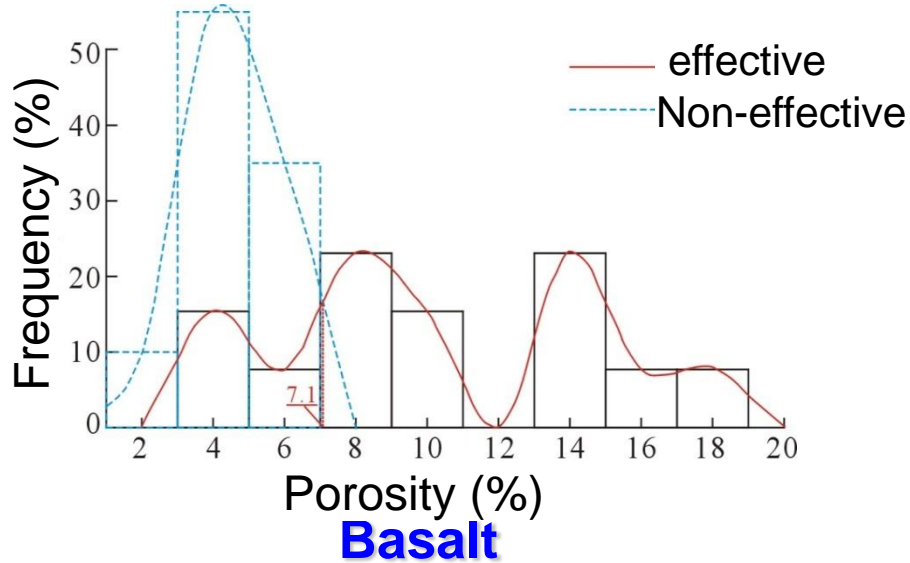 50
40
30
20
10
0
Frequency (%)
effective
Non-effective
7.1
2 4 6 8 10 12 14 16 18 20
Porosity (%)
Basalt